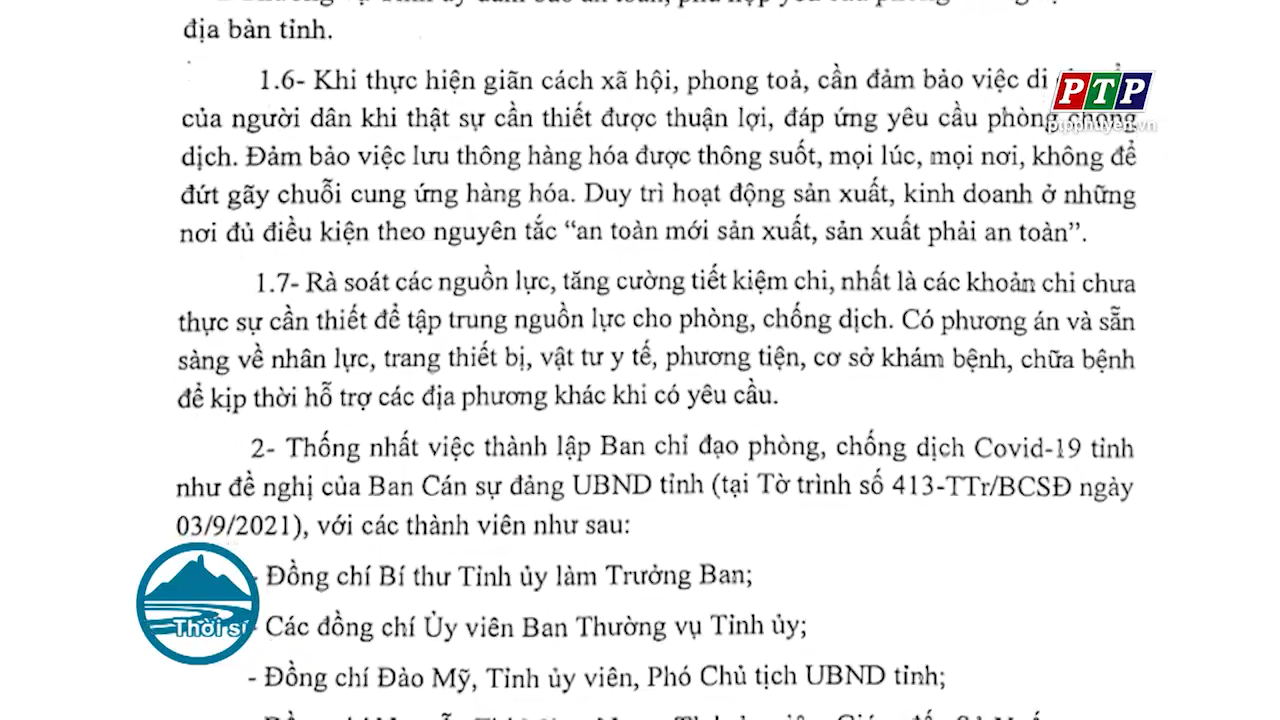 địa bàn tỉnh.
1.6- Khi thực hiện giãn cách xã hội, phong toả, cần đảm bảo việc di
PTP
của người dân khi thật sự cần thiết được thuận lợi, đáp ứng yêu cầu phòng chống
ptpphuyen.vn
dịch. Đảm bảo việc lưu thông hàng hóa được thông suốt, mọi lúc, mọi nơi, không để
đứt gãy chuỗi cung ứng hàng hóa. Duy trì hoạt động sản xuất, kinh doanh ở những
nơi đủ điều kiện theo nguyên tắc “an toàn mới sản xuất, sản xuất phải an toàn”.
1.7- Rà soát các nguồn lực, tăng cường tiết kiệm chi, nhất là các khoản chi chưa
thực sự cần thiết để tập trung nguồn lực cho phòng, chống dịch. Có phương án và sẵn
sàng về nhân lực, trang thiết bị, vật tư y tế, phương tiện, cơ sở khám bệnh, chữa bệnh
để kịp thời hỗ trợ các địa phương khác khi có yêu cầu.
2- Thống nhất việc thành lập Ban chỉ đạo phòng, chống dịch Covid-19 tỉnh
như đề nghị của Ban Cán sự đảng UBND tỉnh (tại Tờ trình số 413-TTr/BCSĐ ngày
03/9/2021), với các thành viên như sau:
- Đồng chí Bí thư Tỉnh ủy làm Trưởng Ban;
Thời sí
- Các đồng chí Ủy viên Ban Thường vụ Tỉnh ủy;
- Đồng chí Đào Mỹ, Tỉnh ủy viên, Phó Chủ tịch UBND tỉnh;